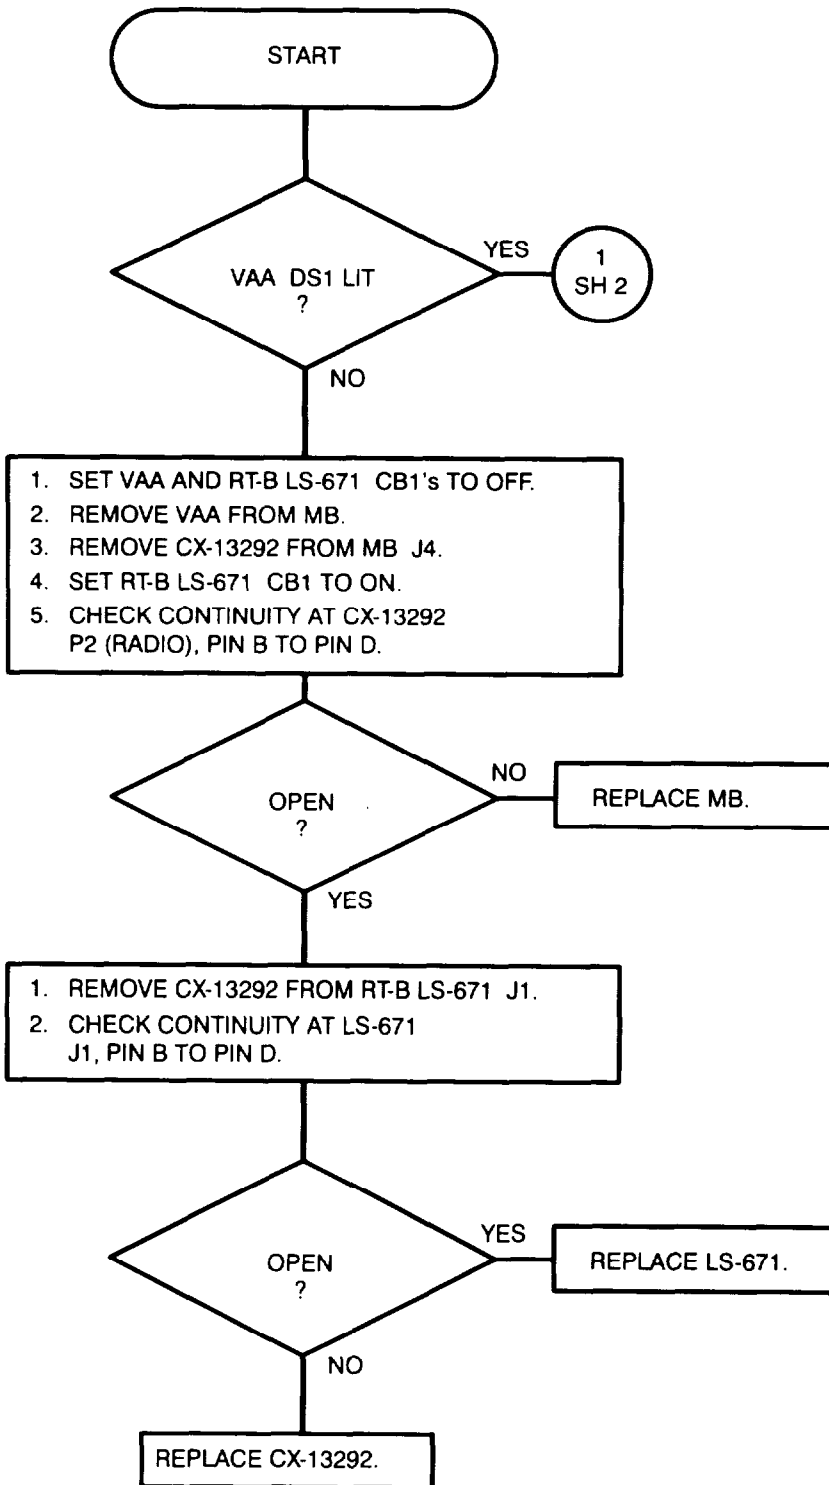 START
VAA DS1 LIT
?
YES
1
SH 2
NO
1. SET VAA AND RT-B LS-671 CB1's TO OFF.
2. REMOVE VAA FROM MB.
3. REMOVE CX-13292 FROM MB J4.
4. SET RT-B LS-671 CB1 TO ON.
5. CHECK CONTINUITY AT CX-13292
P2 (RADIO), PIN B TO PIN D.
OPEN
?
NO
REPLACE MB.
YES
1. REMOVE CX-13292 FROM RT-B LS-671 J1.
2. CHECK CONTINUITY AT LS-671
J1, PIN B TO PIN D.
OPEN
?
YES
REPLACE LS-671.
NO
REPLACE CX-13292.